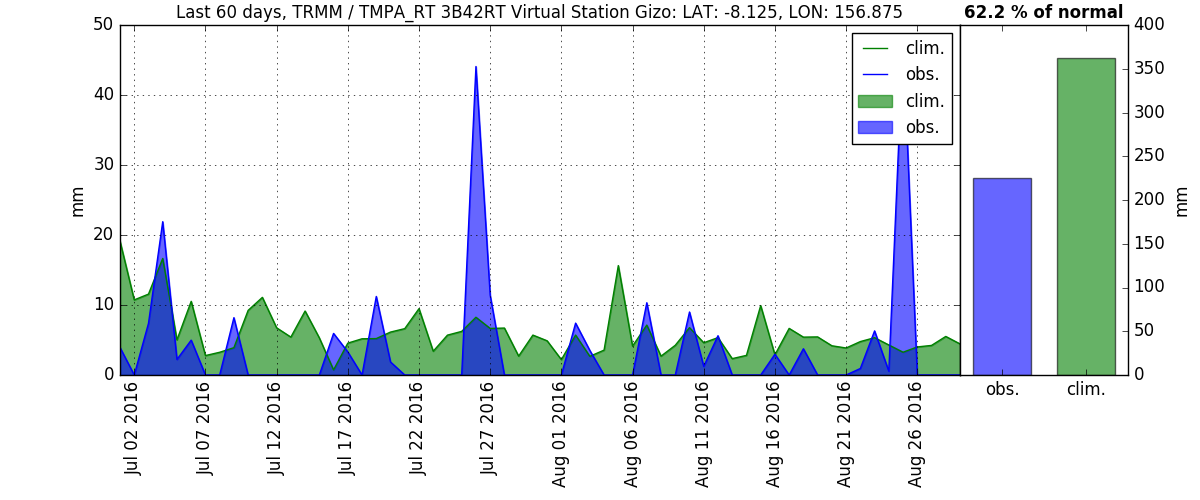 Last 60 days, TRMM / TMPA_RT 3B42RT Virtual Station Gizo: LAT: -8.125, LON: 156.875
62.2 % of normal
mm
50
40
30
20
10
0
clim.
obs.
clim.
obs.
Jul 02 2016
Jul 07 2016
Jul 12 2016
Jul 17 2016
Jul 22 2016
Jul 27 2016
Aug 01 2016
Aug 06 2016
Aug 11 2016
Aug 16 2016
Aug 21 2016
Aug 26 2016
obs.
clim.
400
350
300
250
200
150
100
50
0
mm